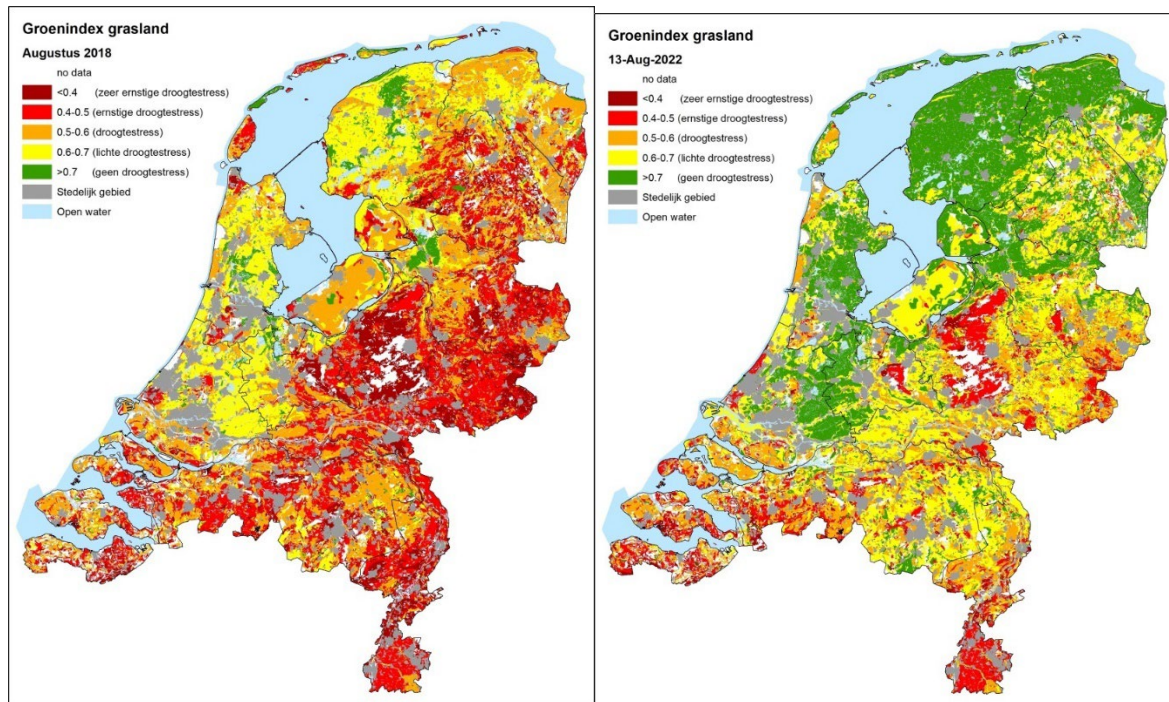 Groenindex grasland
Augustus 2018
no data
<0.4 (zeer ernstige droogtestress)
0.4-0.5 (ernstige droogtestress)
0.5-0.6 (droogtestress)
0.6-0.7 (lichte droogtestress)
>0.7 (geen droogtestress)
Stedelijk gebied
Open water
Groenindex grasland
13-Aug-2022
no data
<0.4 (zeer ernstige droogtestress)
0.4-0.5 (ernstige droogtestress)
0.5-0.6 (droogtestress)
0.6-0.7 (lichte droogtestress)
>0.7 (geen droogtestress)
Stedelijk gebied
Open water